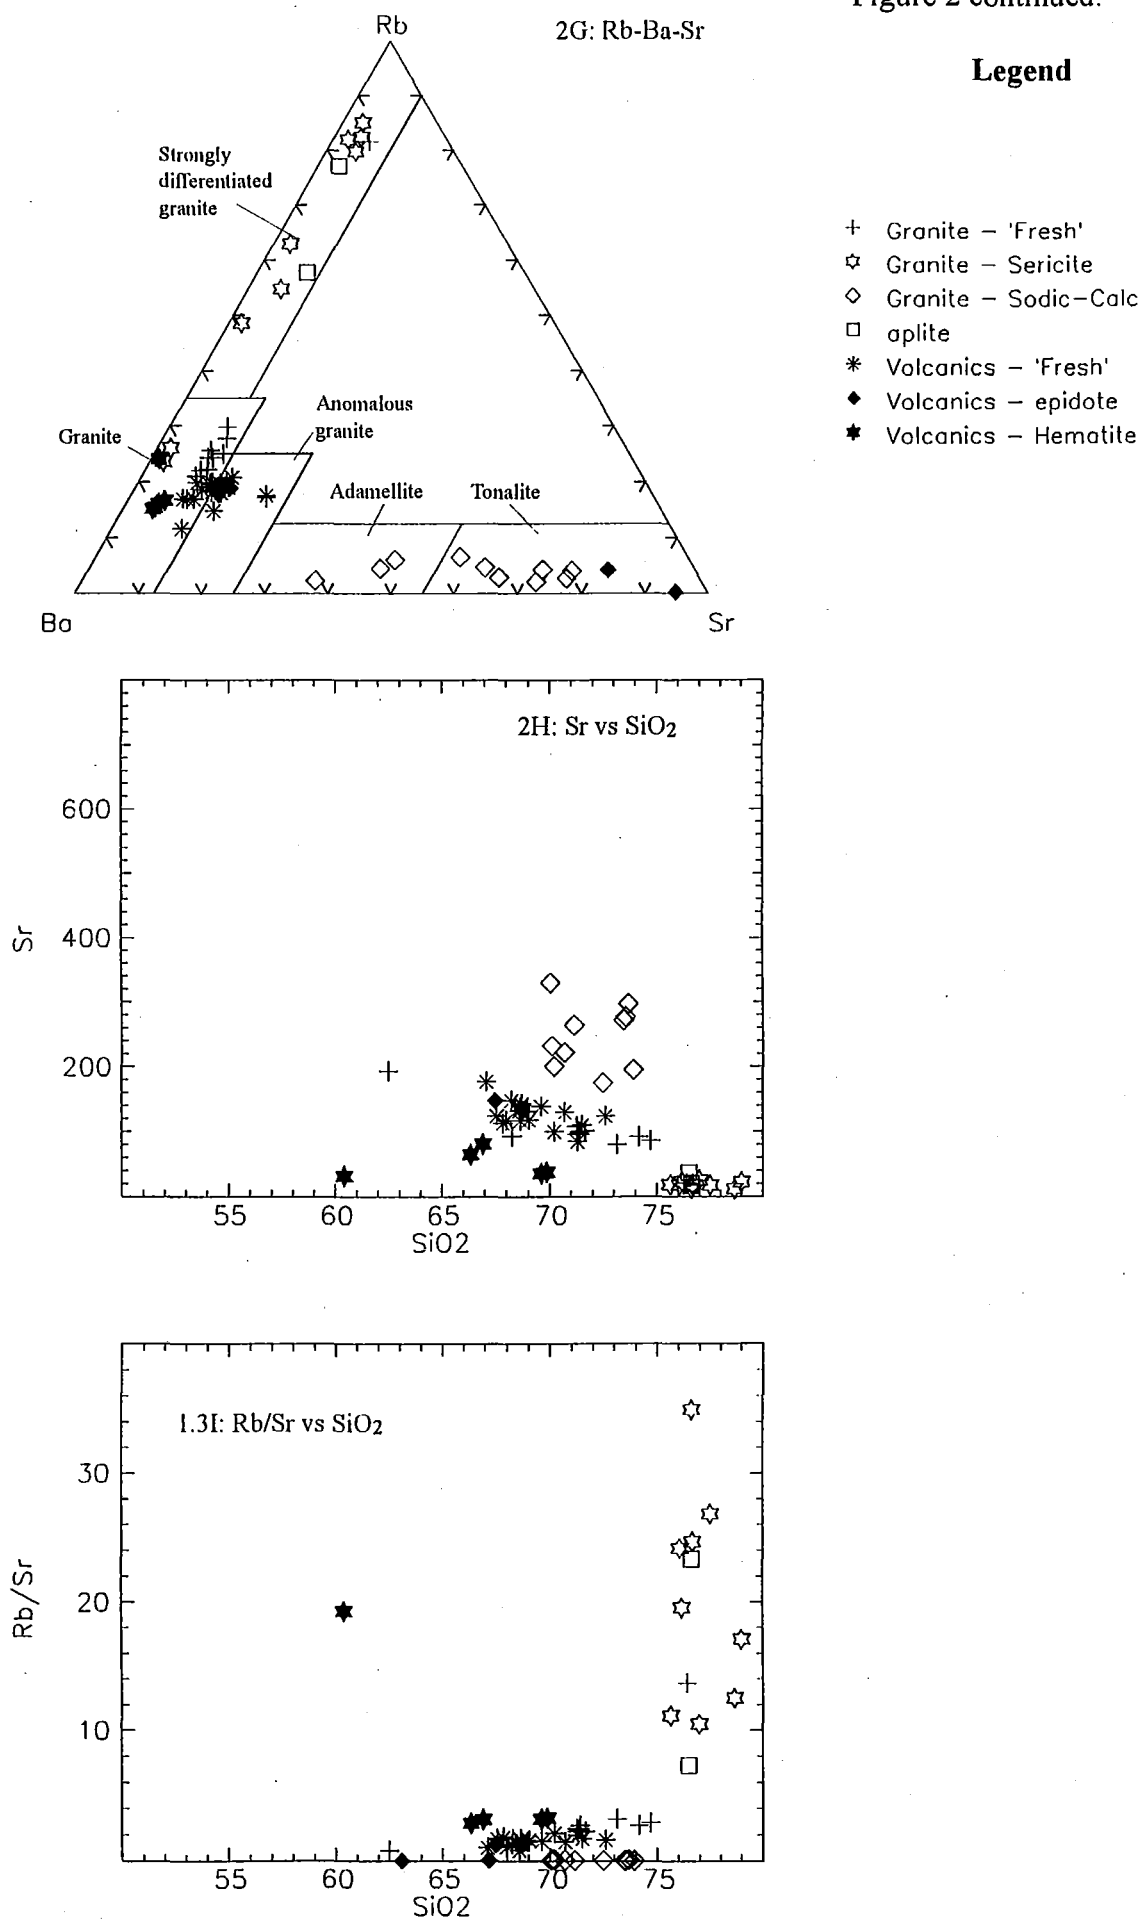 Figure 2 continued.
Rb
2G: Rb-Ba-Sr
Legend
Strongly
differentiated
granite
Granite
Anomalous
granite
Adamellite
Tonalite
Ba
Sr
Granite – 'Fresh'
Granite – Sericite
Granite – Sodic-Calc
aplite
Volcanics – 'Fresh'
Volcanics – epidote
Volcanics – Hematite
2H: Sr vs SiO2
600
400
200
Sr
55
60
65
70
75
SiO2
1.3I: Rb/Sr vs SiO2
30
20
10
Rb/Sr
55
60
65
70
75
SiO2